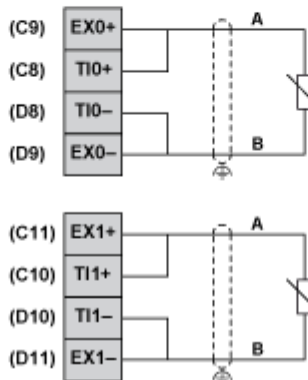 (C9) EX0+ A
(C8) TI0+
(D8) TI0–
(D9) EX0– B
(C11) EX1+ A
(C10) TI1+
(D10) TI1–
(D11) EX1– B